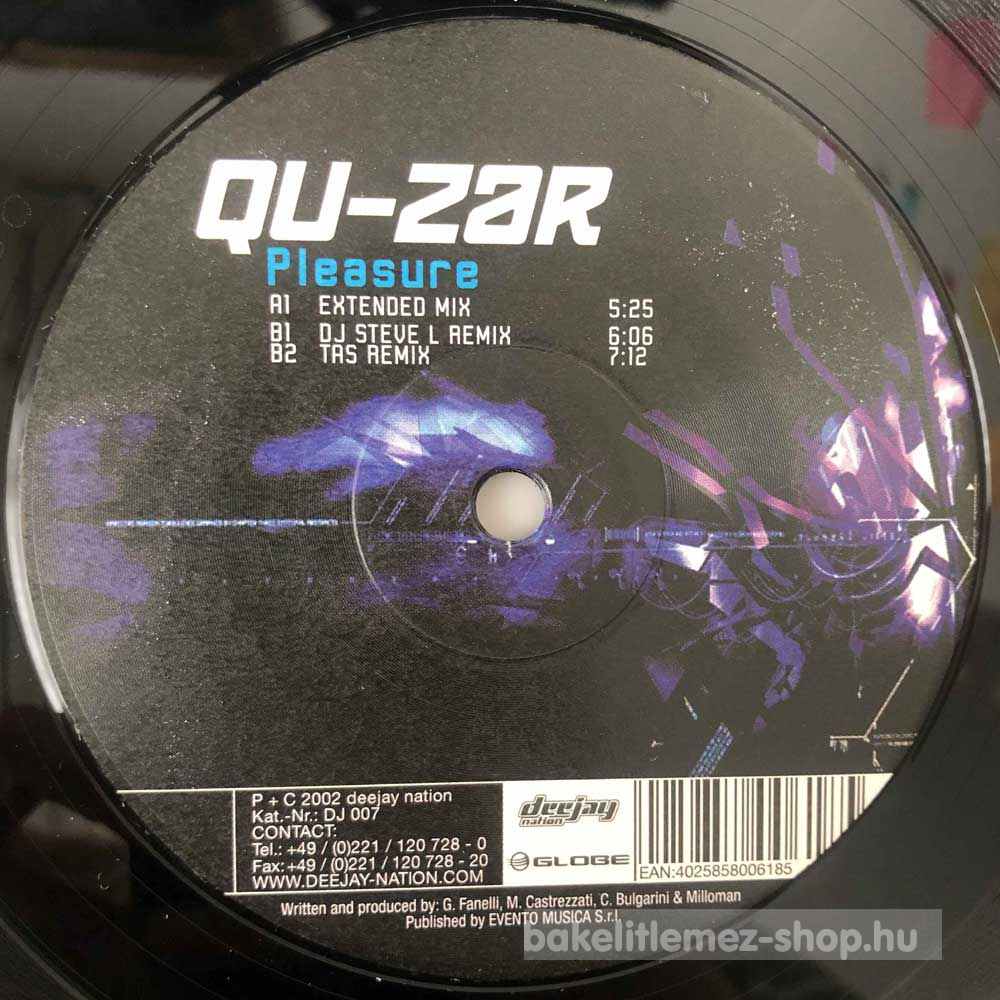 QU-ZAR
Pleasure
A1 EXTENDED MIX 5:25
B1 DJ STEVE L REMIX 6:06
B2 TAS REMIX 7:12
P + C 2002 deejay nation
Kat.-Nr.: DJ 007
CONTACT:
Tel.: +49 / (0)221 / 120 728 - 0
Fax: +49 / (0)221 / 120 728 - 20
WWW.DEEJAY-NATION.COM
deejay
nation
GLOBE
EAN:4025858006185
Written and produced by: G. Fanelli, M. Castrezzati, C. Bulgarini & Milloman
Published by EVENTO MUSICA S.r.l.
bakelitlemez-shop.hu